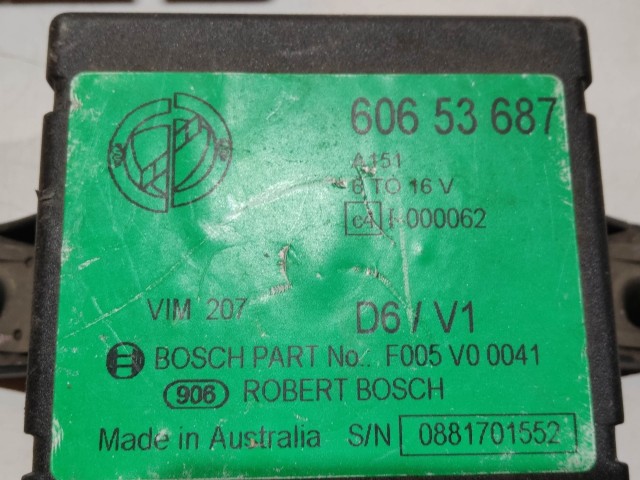 606 53 687
A151
6 TO 16 V
e4 I-000062
VIM 207
D6 / V1
BOSCH PART No.: F005 V0 0041
906 ROBERT BOSCH
Made in Australia S/N 0881701552